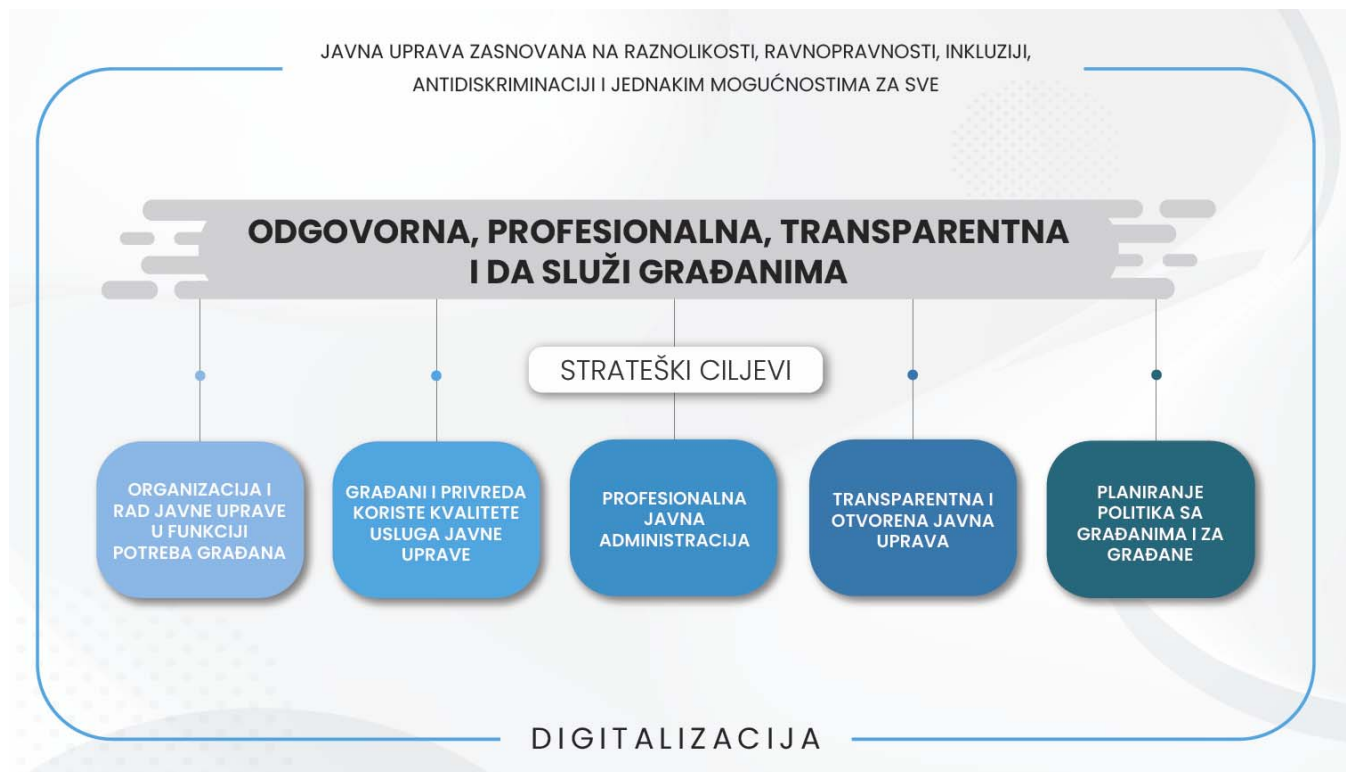 JAVNA UPRAVA ZASNOVANA NA RAZNOLIKOSTI, RAVNOPRAVNOSTI, INKLUZIJI,
ANTIDISKRIMINACIJI I JEDNAKIM MOGUĆNOSTIMA ZA SVE
ODGOVORNA, PROFESIONALNA, TRANSPARENTNA
I DA SLUŽI GRAĐANIMA
STRATEŠKI CILJEVI
ORGANIZACIJA I
RAD JAVNE UPRAVE
U FUNKCIJI
POTREBA GRAĐANA
GRAĐANI I PRIVREDA
KORISTE KVALITETE
USLUGA JAVNE
UPRAVE
PROFESIONALNA
JAVNA
ADMINISTRACIJA
TRANSPARENTNA I
OTVORENA JAVNA
UPRAVA
PLANIRANJE
POLITIKA SA
GRAĐANIMA I ZA
GRAĐANE
DIGITALIZACIJA